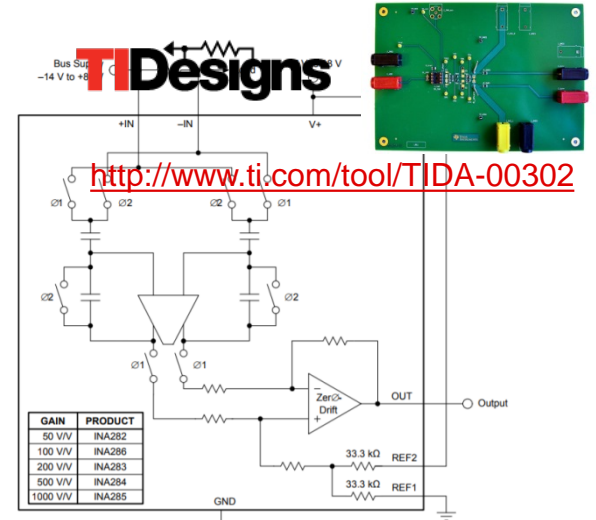 TIDesigns
Bus Sup
–14 V to +8
8 V
+IN
–IN
V+
http://www.ti.com/tool/TIDA-00302
Ø1
Ø2
Ø2
Ø1
Ø2
Ø2
Ø1
Ø1
–
ZerØ-
Drift
+
OUT
Output
33.3 kΩ
REF2
33.3 kΩ
REF1
GND
GAIN PRODUCT
50 V/V INA282
100 V/V INA286
200 V/V INA283
500 V/V INA284
1000 V/V INA285